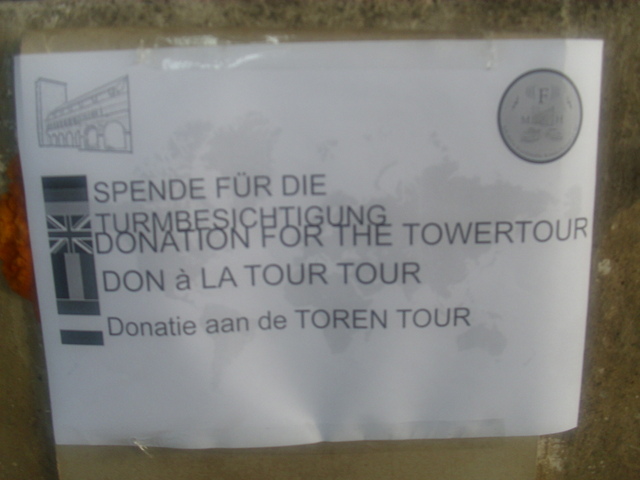 F
SPENDE FÜR DIE
TURMBESICHTIGUNG
DONATION FOR THE TOWERTOUR
DON à LA TOUR TOUR
Donatie aan de TOREN TOUR